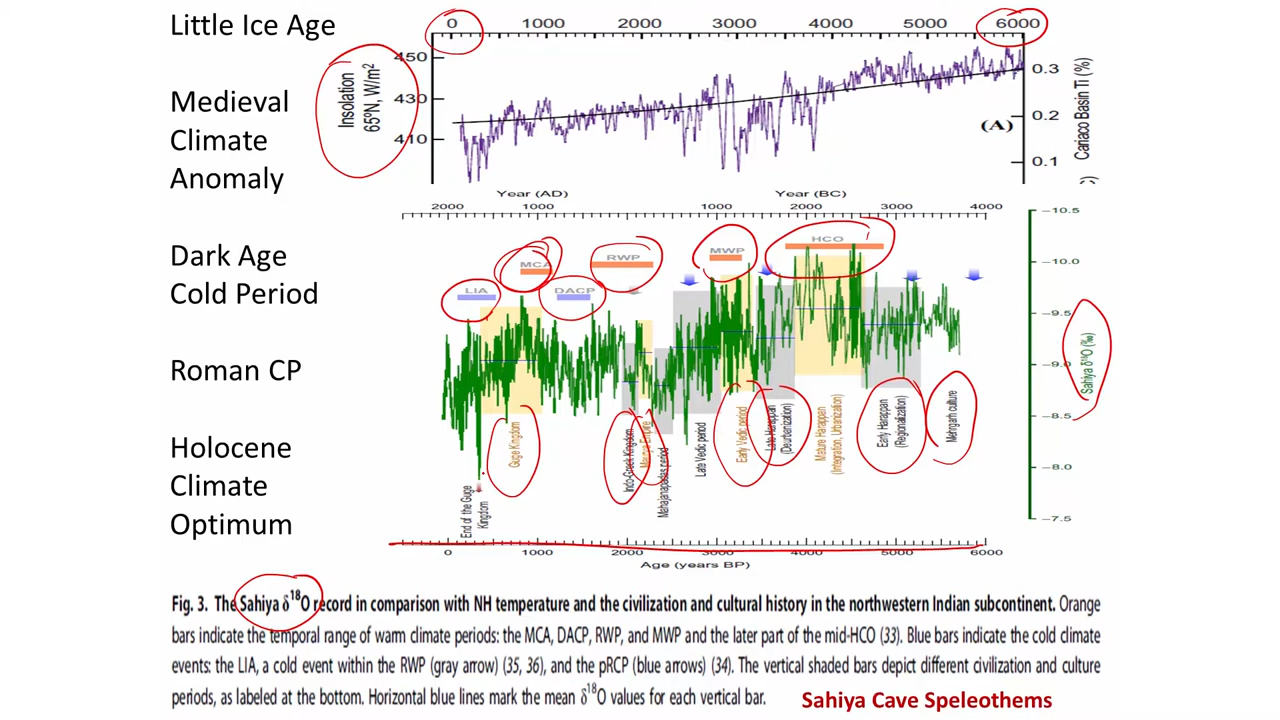 Little Ice Age
Medieval
Climate
Anomaly
Dark Age
Cold Period
Roman CP
Holocene
Climate
Optimum
0 1000 2000 3000 4000 5000 6000
450
430
410
Insolation
65°N, W/m²
0.3
0.2
0.1
Cariaco Basin Ti (%)
(A)
Year (AD) Year (BC)
2000 1000 1000 2000 3000 4000
HCO
MWP
RWP
MCA
LIA DACP
−10.5
−10.0
−9.5
−9.0
−8.5
−8.0
−7.5
Sahiya δ¹⁸O (‰)
End of the Guge
Kingdom
Guge Kingdom
Indo-Greek Kingdom
Maurya Empire
Mahajanapadas period
Late Vedic period
Early Vedic period
Late Harappan
(Deurbanization)
Mature Harappan
(Integration, Urbanization)
Early Harappan
(Regionalization)
Mehrgarh culture
0 1000 2000 3000 4000 5000 6000
Age (years BP)
Fig. 3. The Sahiya δ¹⁸O record in comparison with NH temperature and the civilization and cultural history in the northwestern Indian subcontinent. Orange
bars indicate the temporal range of warm climate periods: the MCA, DACP, RWP, and MWP and the later part of the mid-HCO (33). Blue bars indicate the cold climate
events: the LIA, a cold event within the RWP (gray arrow) (35, 36), and the pRCP (blue arrows) (34). The vertical shaded bars depict different civilization and culture
periods, as labeled at the bottom. Horizontal blue lines mark the mean δ¹⁸O values for each vertical bar.
Sahiya Cave Speleothems